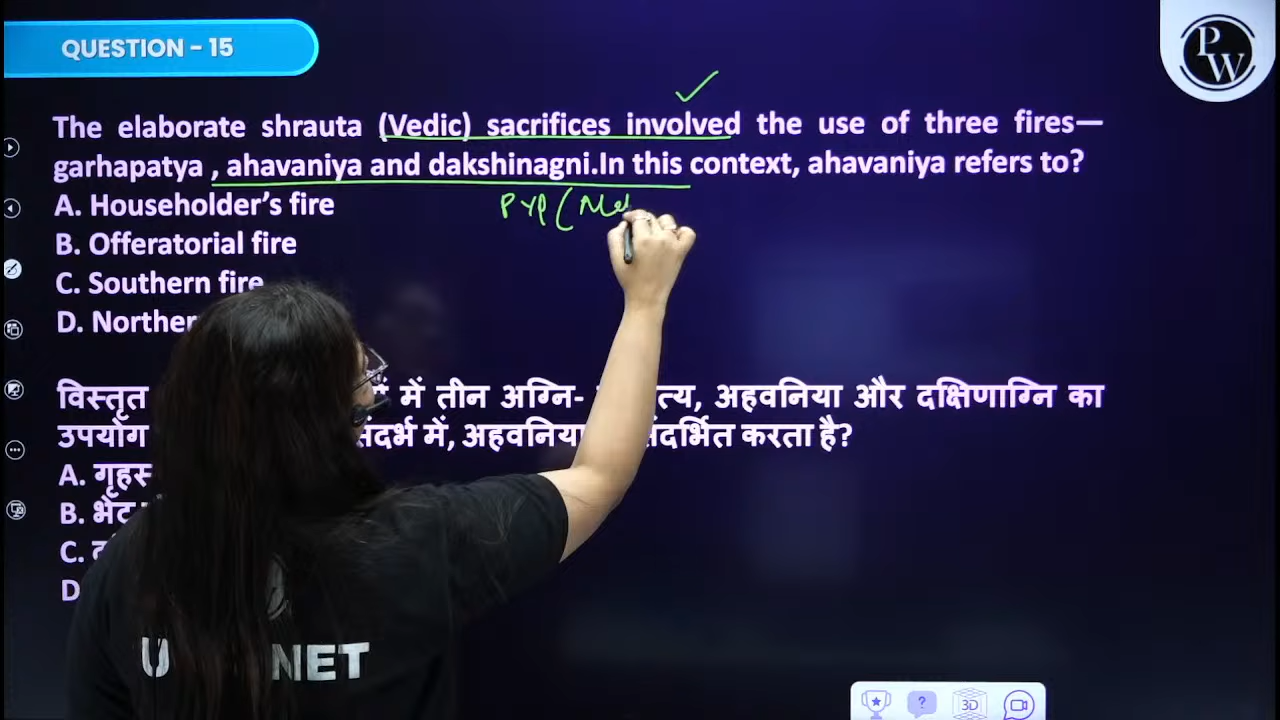 QUESTION - 15
PW
The elaborate shrauta (Vedic) sacrifices involved the use of three fires—
garhapatya , ahavaniya and dakshinagni.In this context, ahavaniya refers to?
A. Householder's fire
PYP (
B. Offeratorial fire
C. Southern fire
D.
विस्तृत में तीन अग्नि- अहवनिया और दक्षिणाग्नि का
उपयोग संदर्भ में, अहवनिया संदर्भित करता है?
A.
B.
C.
D
NET
3D